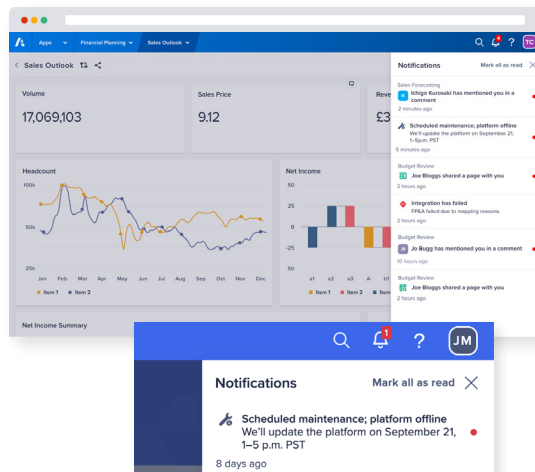 Apps
Financial Planning
Sales Outlook
4
?
TC
Sales Outlook
Volume
17,069,103
Sales Price
9.12
Reve
£3
Headcount
100k
50k
25k
Jan Feb Mar Apr May Jun Jul Aug Sep Oct Nov Dec
Item 1 Item 2
Net Income
50
25
0
-25
50
a1 a2 a3 A b1
Item 1 Item 2 Item
Net Income Summary
Notifications
Mark all as read
Sales Forecasting
Ichigo Kurosaki has mentioned you in a
comment
2 minutes ago
Scheduled maintenance; platform offline
We'll update the platform on September 21,
1-5p.m. PST
5 minutes ago
Budget Review
Joe Bloggs shared a page with you
2 hours ago
Integration has failed
FP&A failed due to mapping reasons.
2 hours ago
Budget Review
JB
Jo Bugg has mentioned you in a comment
10 hours ago
Budget Review
Joe Bloggs shared a page with you
2 hours ago
1
?
JM
Notifications
Mark all as read
Scheduled maintenance; platform offline
We'll update the platform on September 21,
1–5 p.m. PST
8 days ago